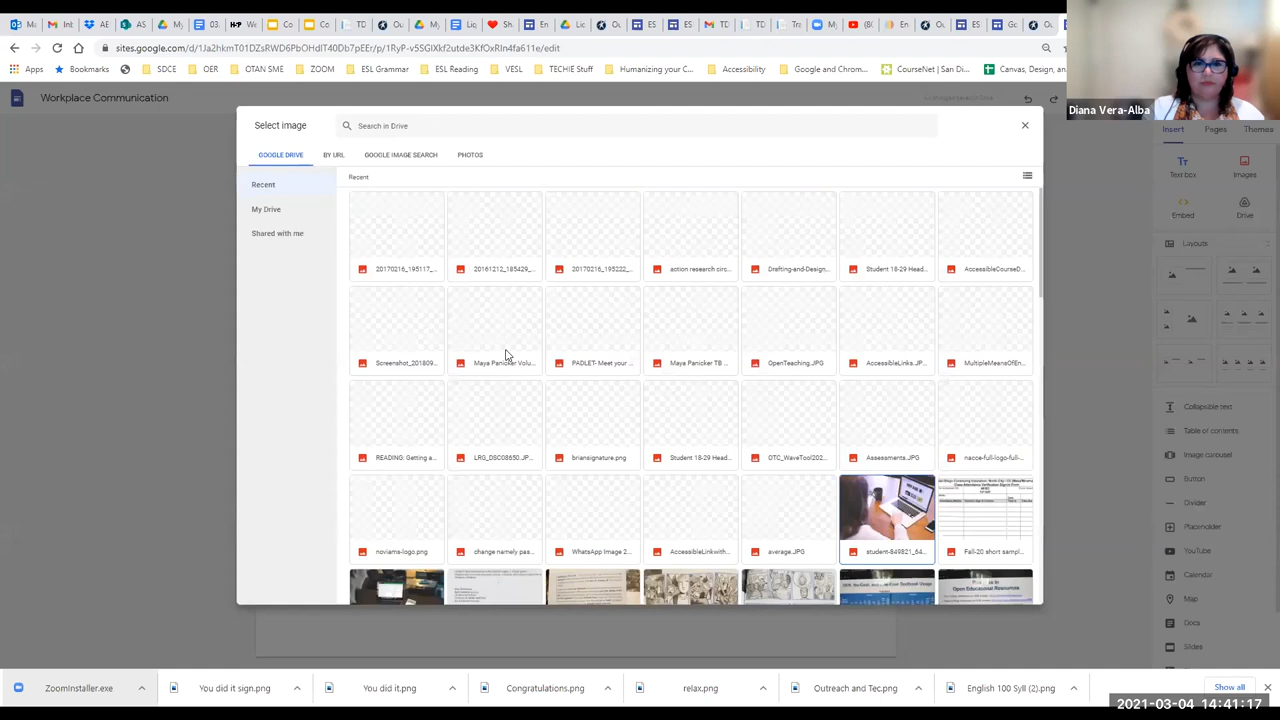 sites.google.com/d/1Ja2hkmT01DZsRWD6PbOHdIT40Db7pEEr/p/1RyP-v5SGIXkf2utde3KfOxRIn4fa611e/edit
Apps
Bookmarks
SDCE
OER
OTAN SME
ZOOM
ESL Grammar
ESL Reading
VESL
TECHIE Stuff
Humanizing your C...
Accessibility
Google and Chrom...
CourseNet | San Di...
Canvas, Design, an
Diana Vera-Alba
Workplace Communication
Select image
Search in Drive
GOOGLE DRIVE
BY URL
GOOGLE IMAGE SEARCH
PHOTOS
Recent
My Drive
Shared with me
Recent
20170216_195117_...
20161212_185429_...
20170216_195222_...
action research circ...
Drafting-and-Design;...
Student 18-29 Head...
AccessibleCourseD...
Screenshot_201809...
Maya Panicker Volu...
PADLET- Meet your ...
Maya Panicker TB ...
OpenTeaching.JPG
AccessibleLinks.JP...
MultipleMeansOfEn...
READING: Getting a...
LRG_DSC08650.JP...
briansignature.png
Student 18-29 Head...
OTC_WaveTool202...
Assessments.JPG
nacce-full-logo-full-...
noviams-logo.png
change namely pas...
WhatsApp Image 2...
AccessibleLinkwith...
average.JPG
student-849821_64...
Fall-20 short sampl...
Insert
Pages
Themes
Text box
Images
Embed
Drive
Layouts
Collapsible text
Table of contents
Image carousel
Button
Divider
Placeholder
YouTube
Calendar
Map
Docs
Slides
ZoomInstaller.exe
You did it sign.png
You did it.png
Congratulations.png
relax.png
Outreach and Tec.png
English 100 Syll (2).png
Show all
2021-03-04 14:41:17